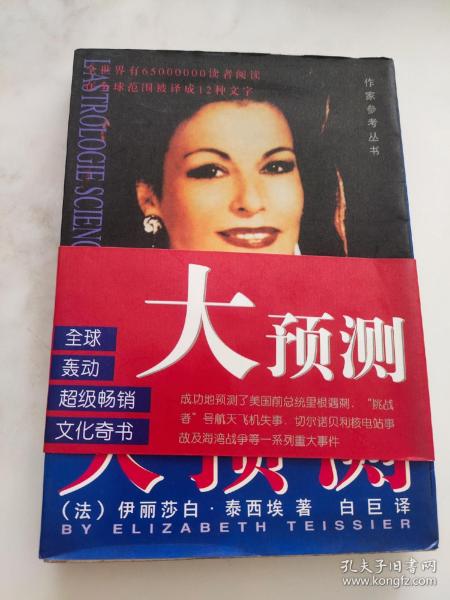 全世界有65000000读者阅读
在全球范围被译成12种文字
作家参考丛书
L'ASTROLOGIE SCIENC
大预测
全球
轰动
超级畅销
文化奇书
成功地预测了美国前总统里根遇刺,“挑战
者”号航天飞机失事,切尔诺贝利核电站事
故及海湾战争等一系列重大事件
大预测
(法)伊丽莎白·泰西埃著 白巨译
BY ELIZABETH TEISSIER
孔夫子旧书网
www.kongfz.com